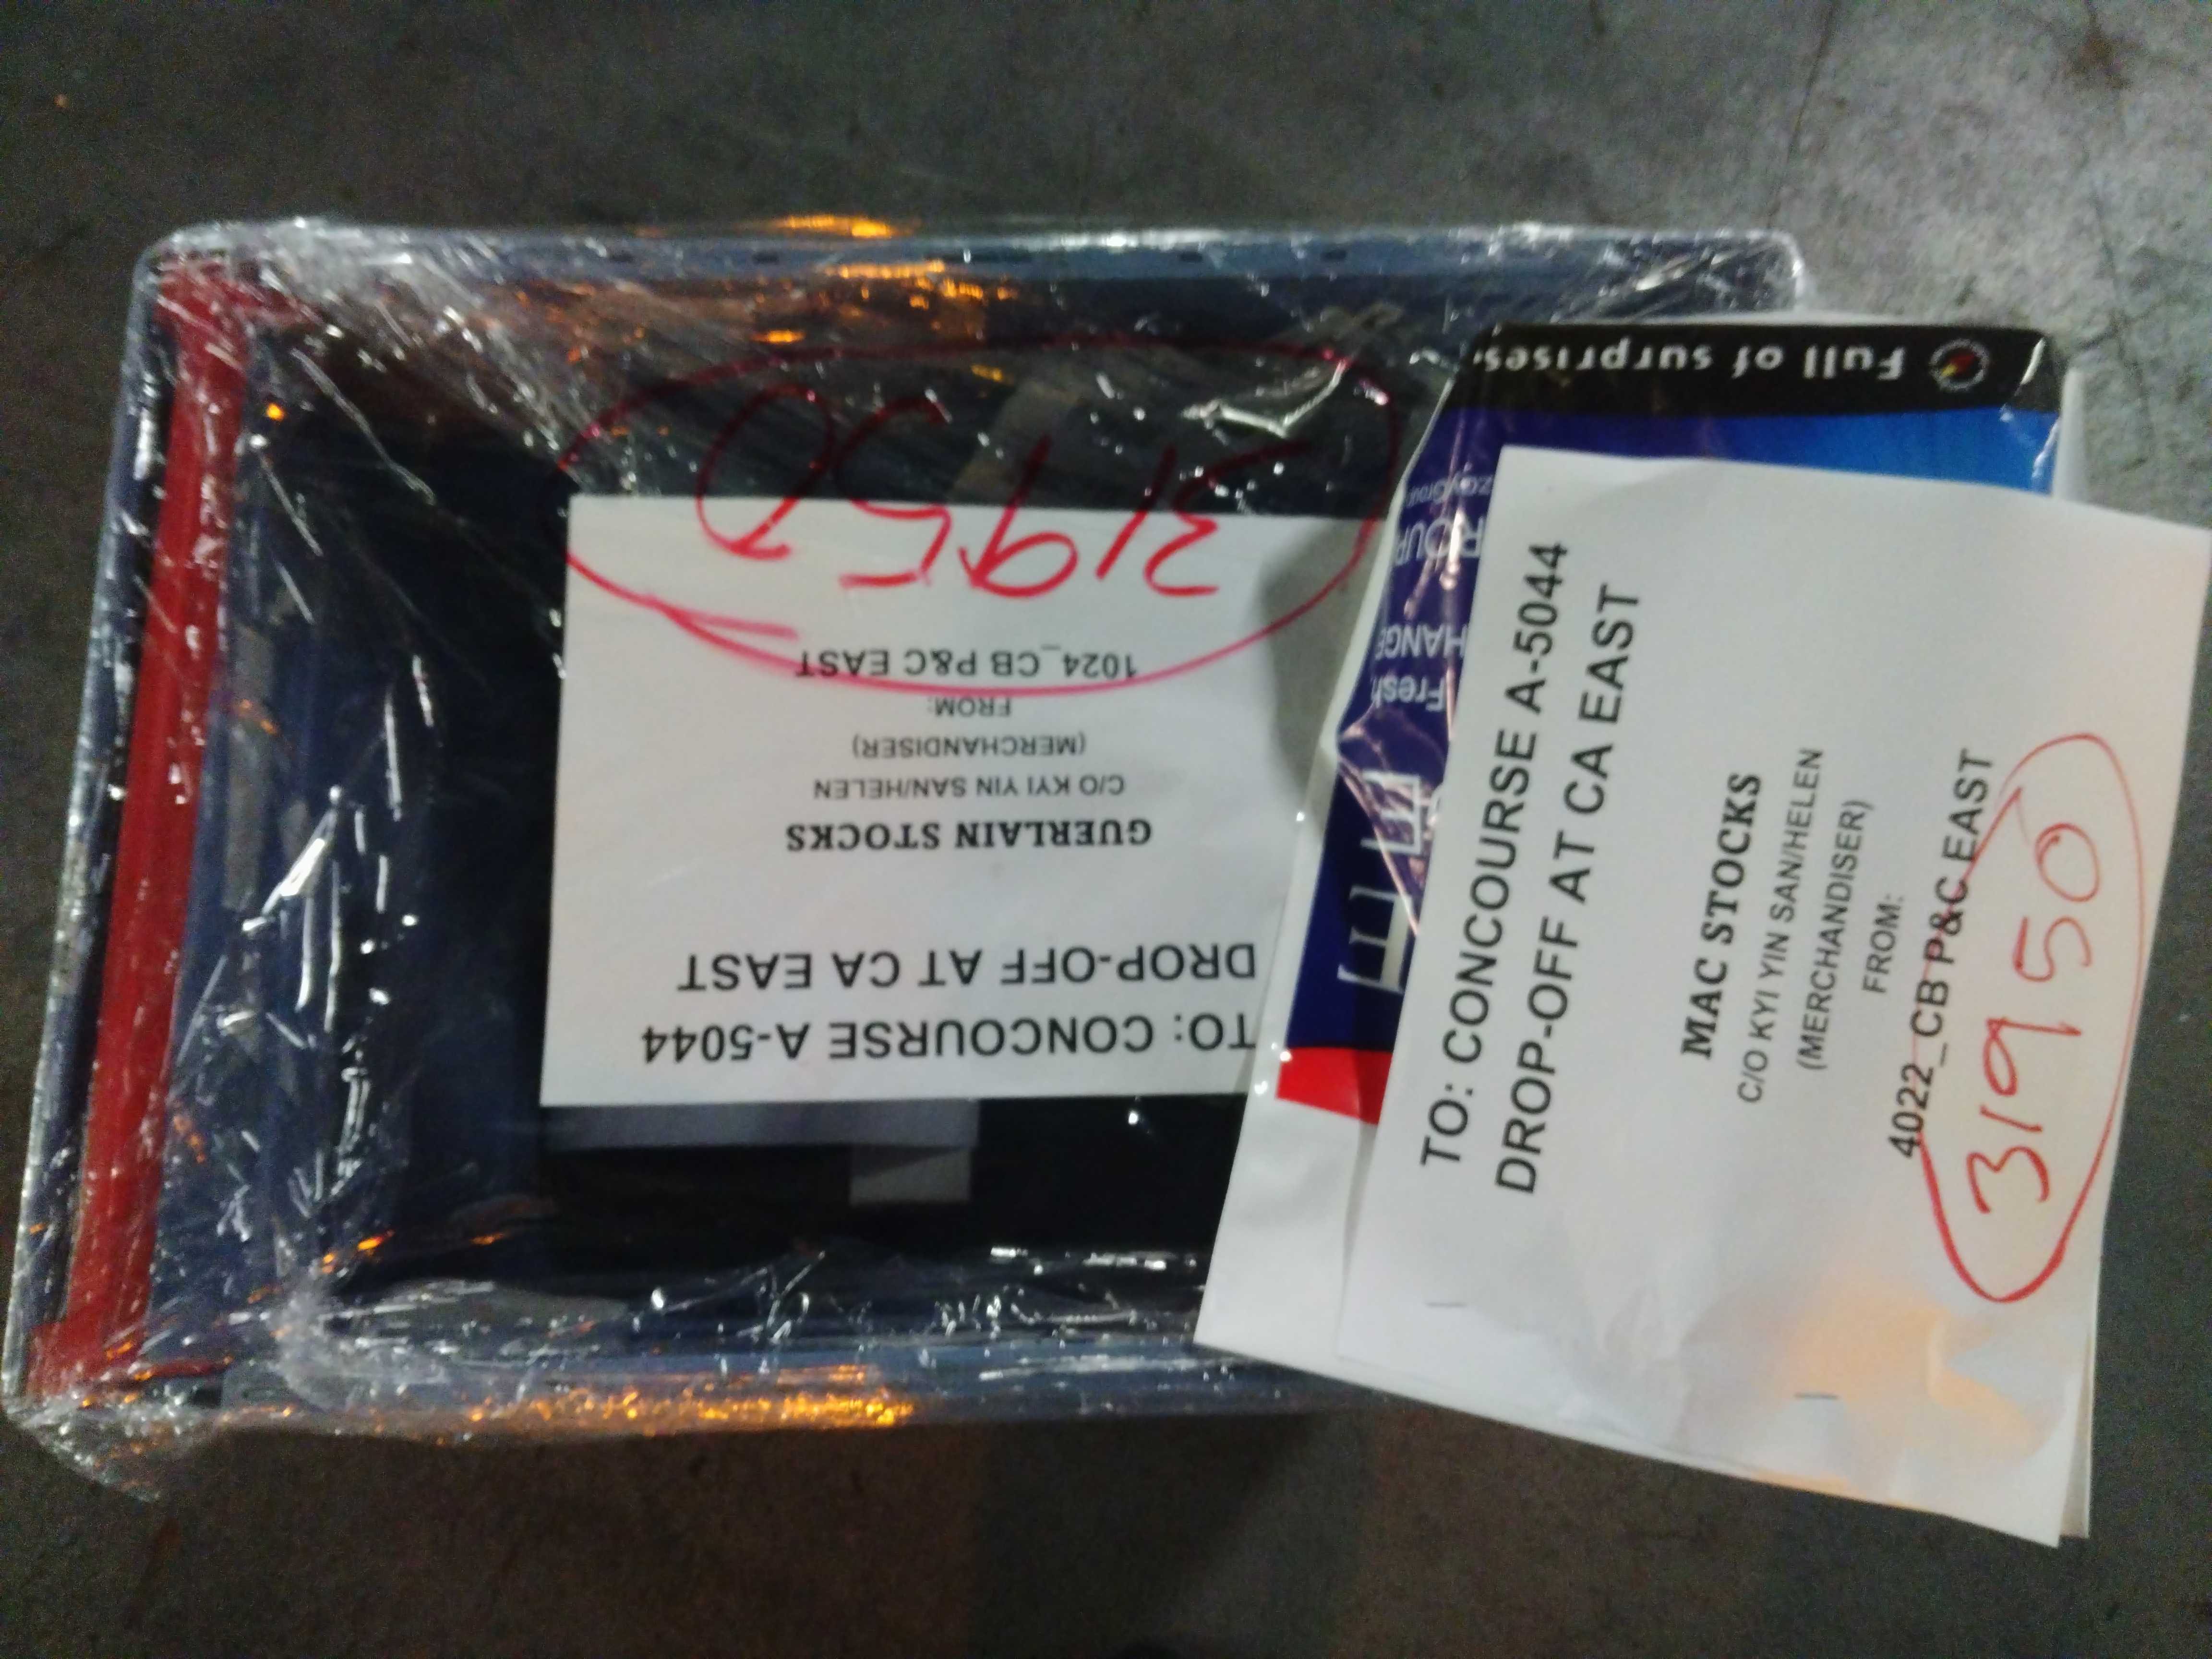 31950
TO: CONCOURSE A-5044
DROP-OFF AT CA EAST
GUERLAIN STOCKS
C/O KYI YIN SAN/HELEN
(MERCHANDISER)
FROM:
1024_CB P&C EAST
Full of surprises.
Fresh
TO: CONCOURSE A-5044
DROP-OFF AT CA EAST
MAC STOCKS
C/O KYI YIN SAN/HELEN
(MERCHANDISER)
FROM:
4022_CB P&C EAST
31950